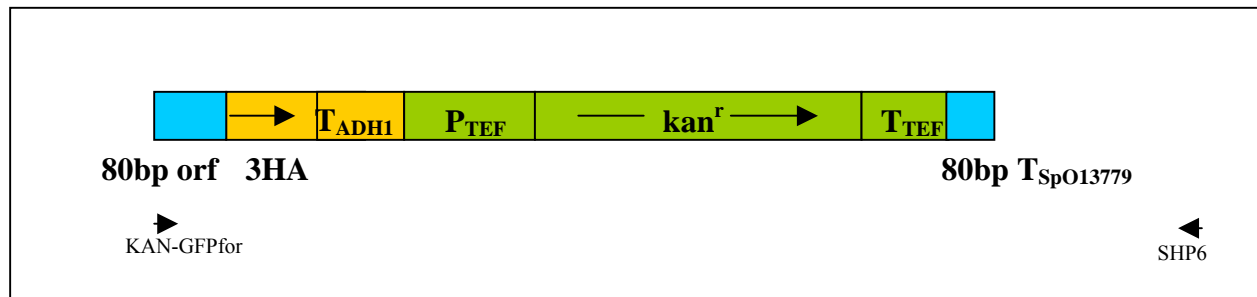 T_ADH1 P_TEF kan^r T_TEF
80bp orf 3HA 80bp T_SpO13779
KAN-GFPfor SHP6